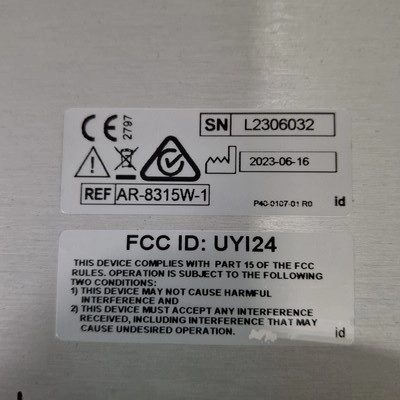 CE 2797
SN L2306032
2023-06-16
REF AR-8315W-1
P40-0107-01 R0 id
FCC ID: UYI24
THIS DEVICE COMPLIES WITH PART 15 OF THE FCC
RULES. OPERATION IS SUBJECT TO THE FOLLOWING
TWO CONDITIONS:
1) THIS DEVICE MAY NOT CAUSE HARMFUL
INTERFERENCE AND
2) THIS DEVICE MUST ACCEPT ANY INTERFERENCE
RECEIVED, INCLUDING INTERFERENCE THAT MAY
CAUSE UNDESIRED OPERATION.
id